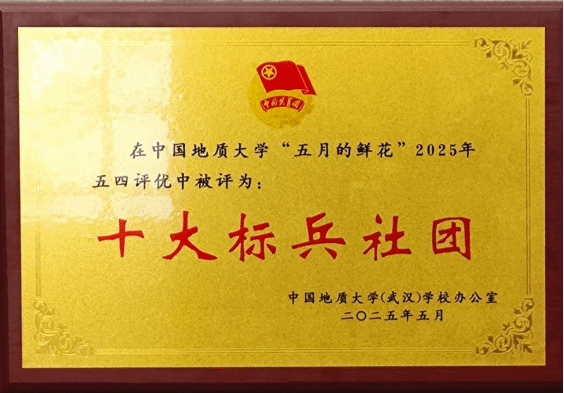 中国共青团
在中国地质大学“五月的鲜花”2025年
五四评优中被评为：
十大标兵社团
中国地质大学(武汉)学校办公室
二〇二五年五月